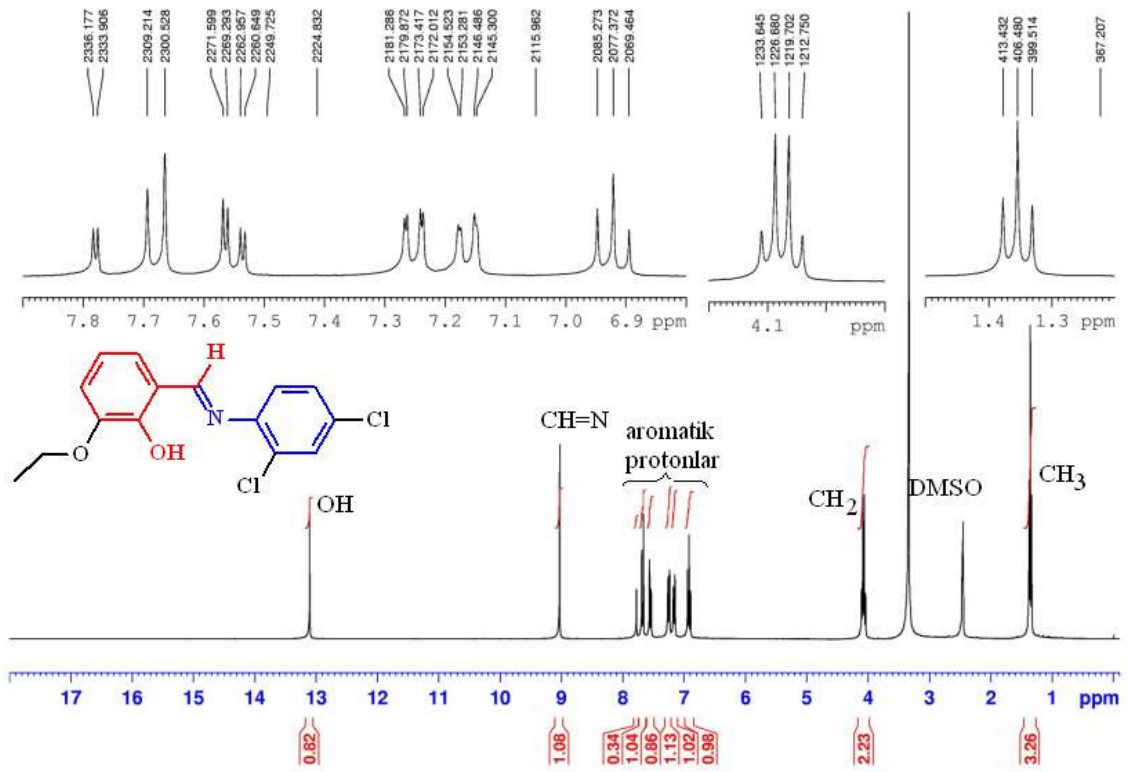 2336.177
2333.906
2309.214
2300.528
2271.599
2269.293
2262.957
2260.649
2249.725
2224.832
2181.286
2179.872
2173.417
2172.012
2154.523
2153.281
2146.486
2145.300
2115.962
2085.273
2077.372
2069.464
1233.645
1226.680
1219.702
1212.750
413.432
406.480
399.514
367.207
7.8 7.7 7.6 7.5 7.4 7.3 7.2 7.1 7.0 6.9 ppm
4.1 ppm
1.4 1.3 ppm
H
N
Cl
O
OH
Cl
OH
CH=N
aromatik
protonlar
CH2
DMSO
CH3
17 16 15 14 13 12 11 10 9 8 7 6 5 4 3 2 1 ppm
0.82
1.08
0.34
1.04
0.86
1.13
1.02
0.98
2.23
3.26